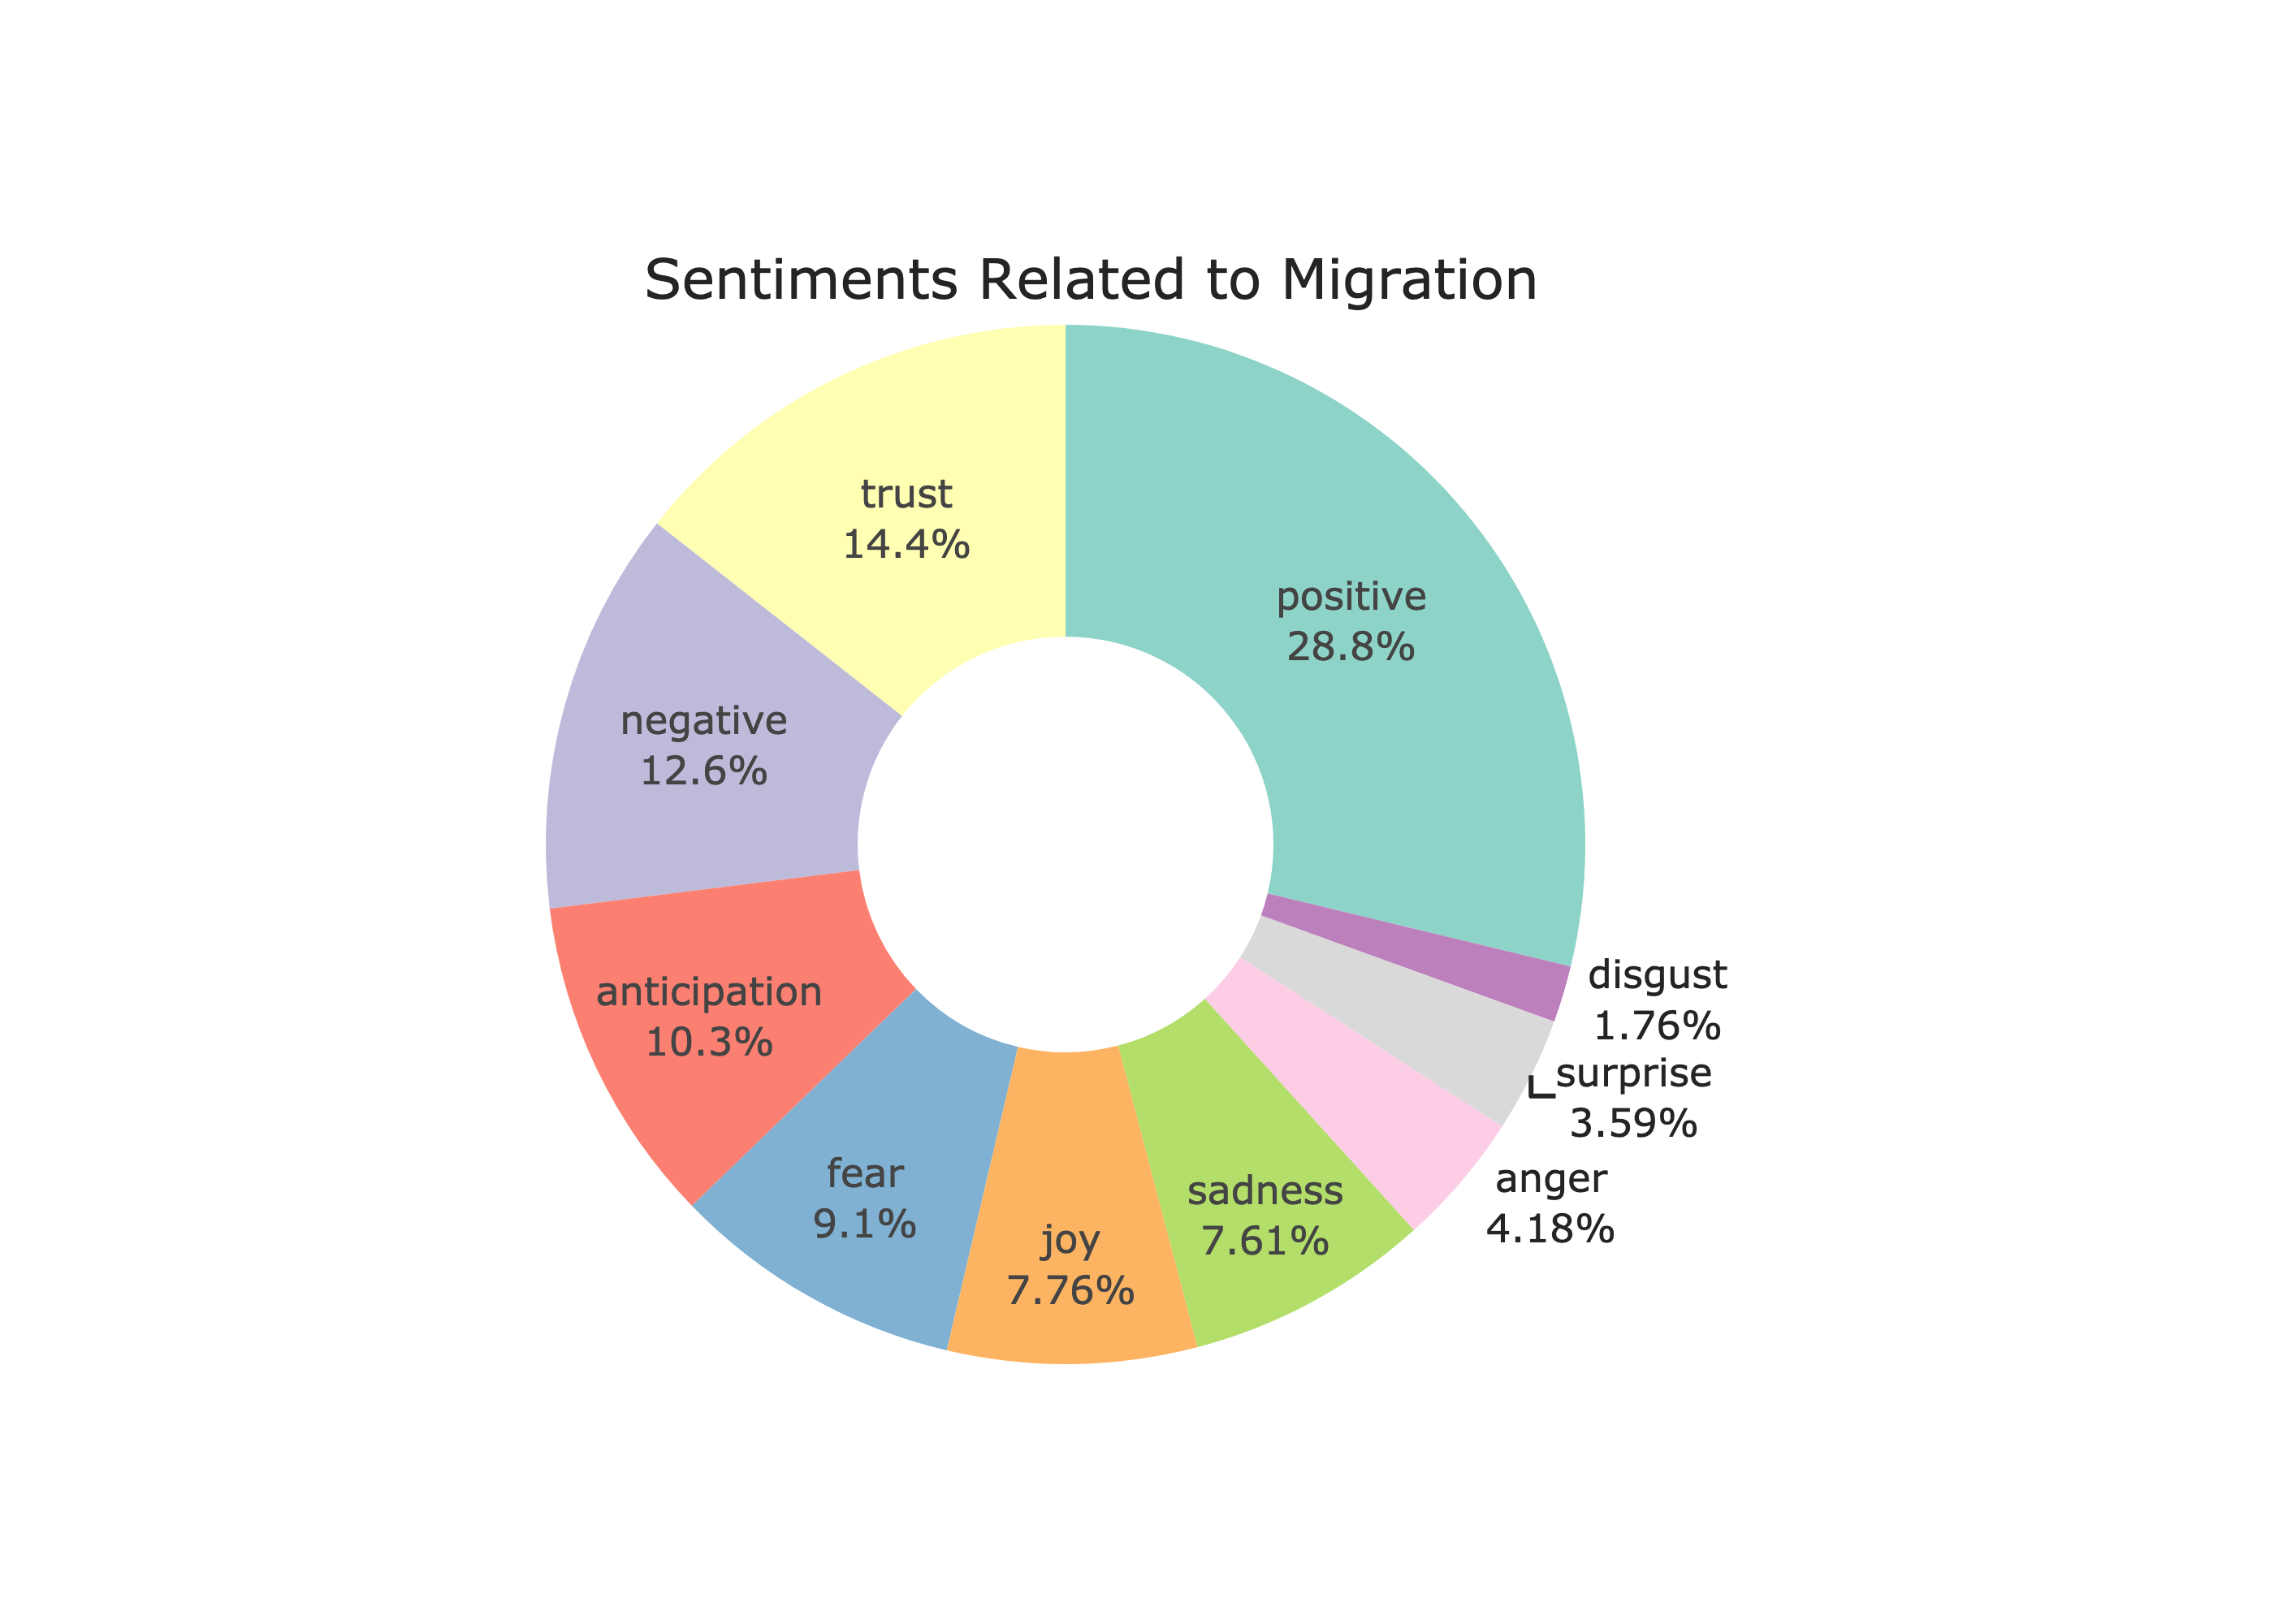 Sentiments Related to Migration
trust
14.4%
positive
28.8%
negative
12.6%
anticipation
10.3%
disgust
1.76%
surprise
3.59%
fear
9.1%
sadness
7.61%
anger
4.18%
joy
7.76%